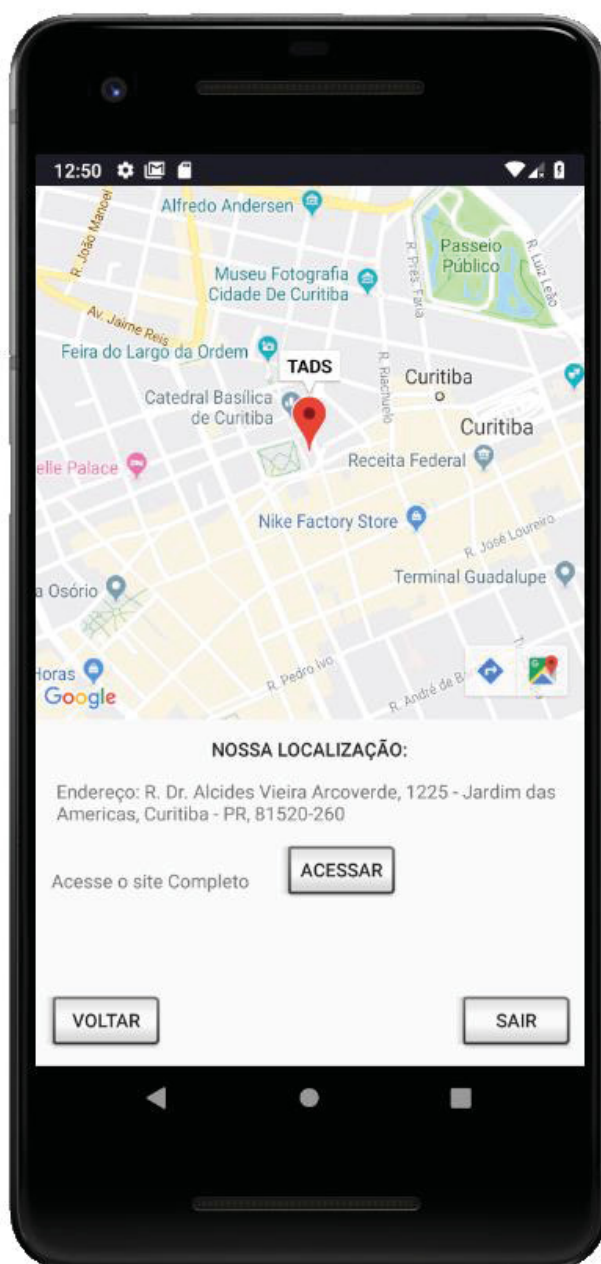 12:50
Alfredo Andersen
R. João Manoel
Passeio
Público
R. Luiz Leão
R. Pres. Faria
Museu Fotografia
Cidade De Curitiba
Av. Jaime Reis
Feira do Largo da Ordem
TADS
R. Riachuelo
Curitiba
Catedral Basílica
de Curitiba
Curitiba
elle Palace
Receita Federal
Nike Factory Store
R. José Loureiro
Terminal Guadalupe
a Osório
Horas
R. Pedro Ivo
R. André de B
Google
NOSSA LOCALIZAÇÃO:
Endereço: R. Dr. Alcides Vieira Arcoverde, 1225 - Jardim das
Americas, Curitiba - PR, 81520-260
Acesse o site Completo
ACESSAR
VOLTAR
SAIR